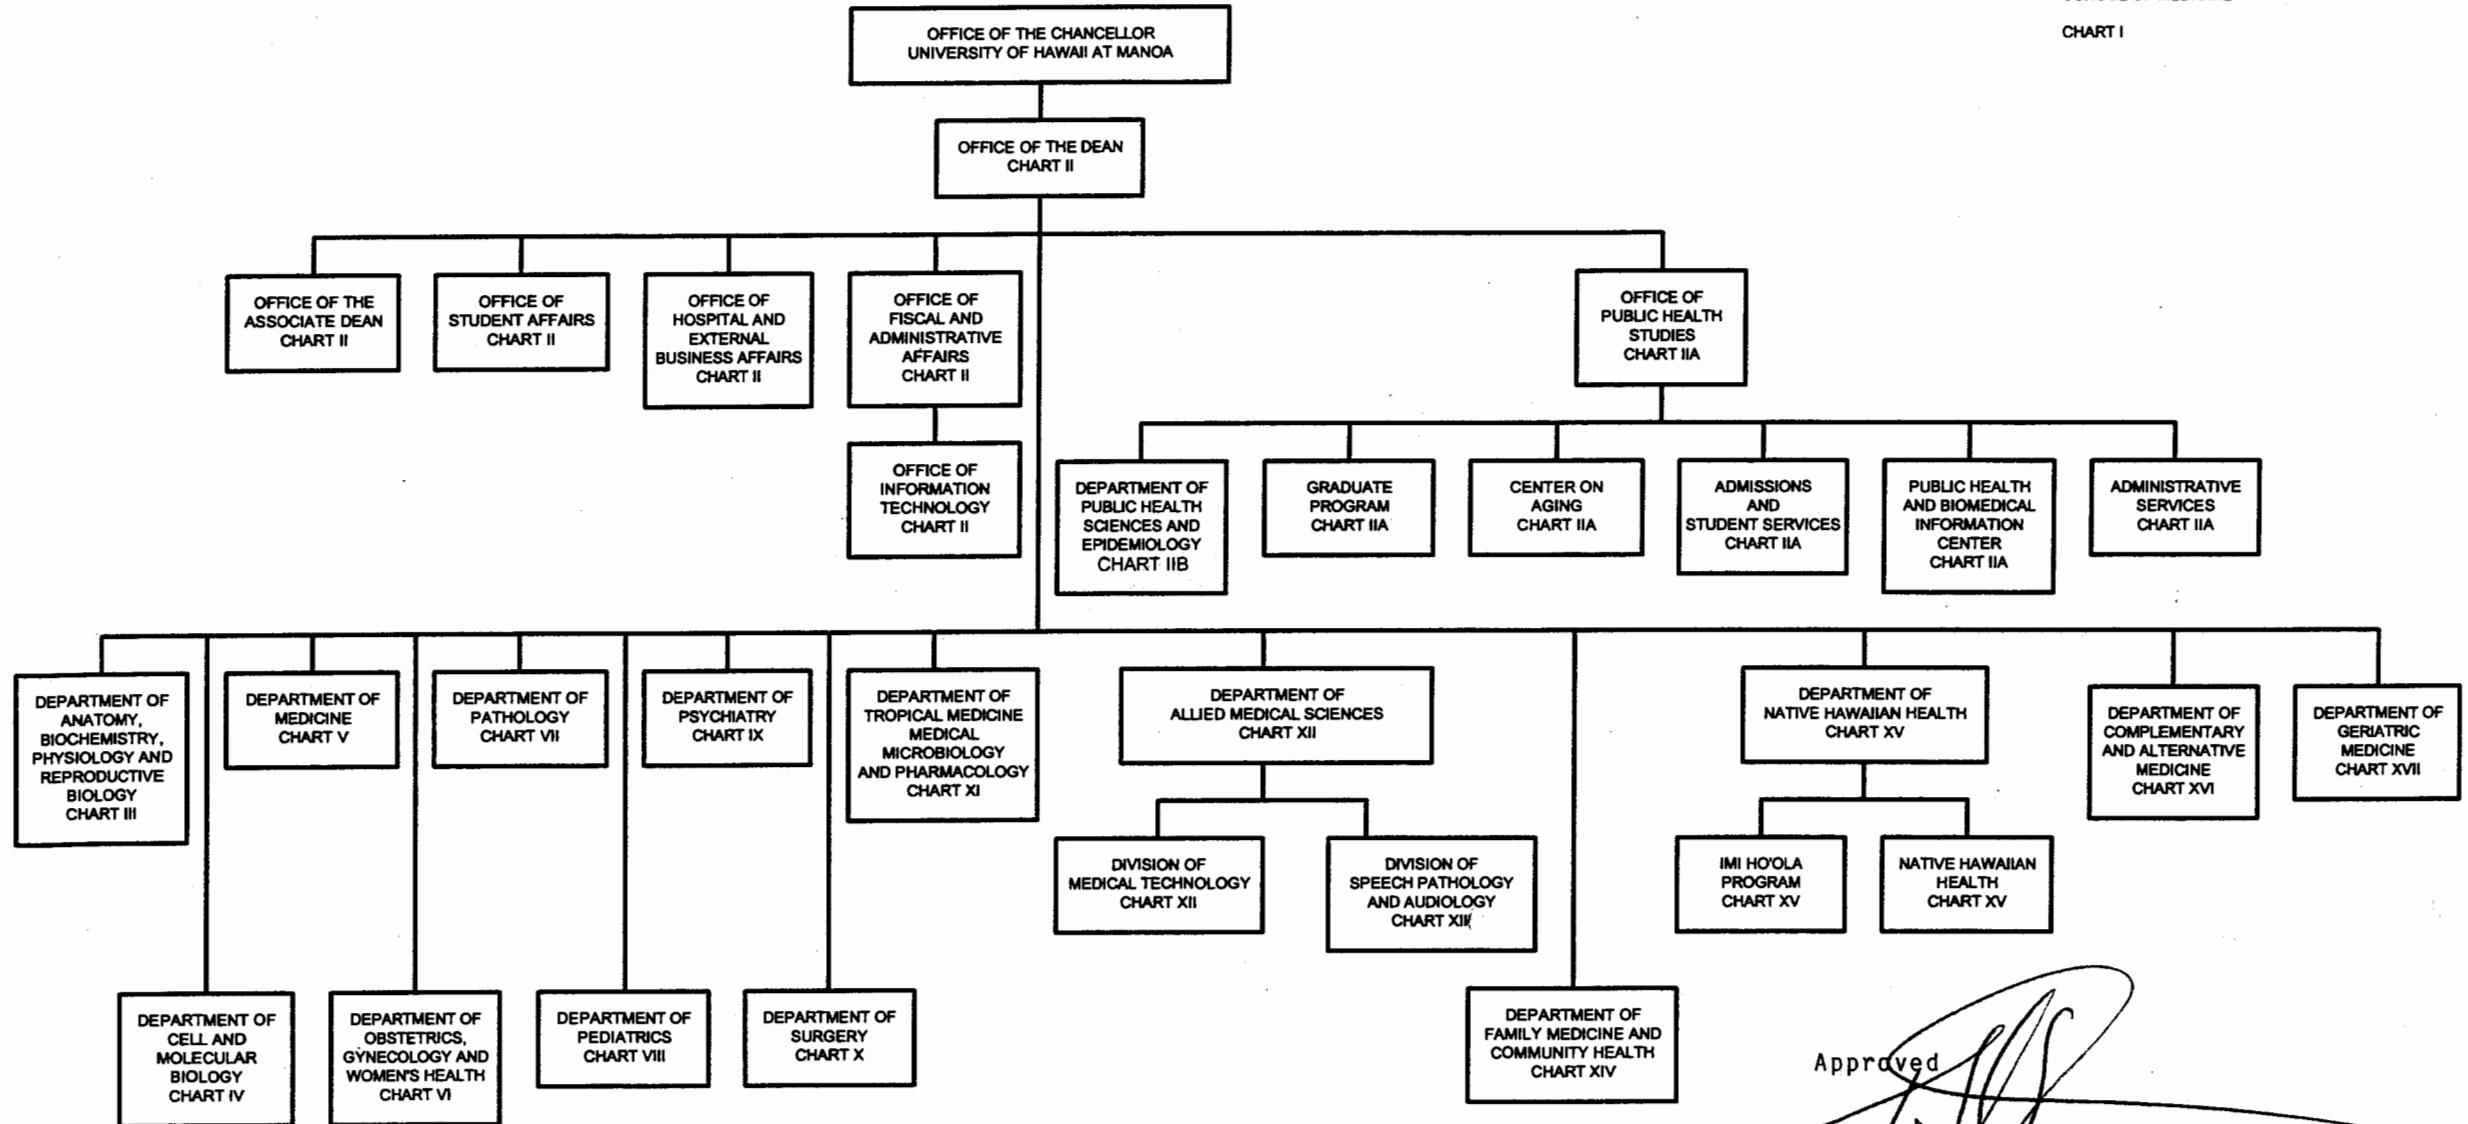 CHART I
OFFICE OF THE CHANCELLOR
UNIVERSITY OF HAWAII AT MANOA
OFFICE OF THE DEAN
CHART II
OFFICE OF THE
ASSOCIATE DEAN
CHART II
OFFICE OF
STUDENT AFFAIRS
CHART II
OFFICE OF
HOSPITAL AND
EXTERNAL
BUSINESS AFFAIRS
CHART II
OFFICE OF
FISCAL AND
ADMINISTRATIVE
AFFAIRS
CHART II
OFFICE OF
PUBLIC HEALTH
STUDIES
CHART IIA
OFFICE OF
INFORMATION
TECHNOLOGY
CHART II
DEPARTMENT OF
PUBLIC HEALTH
SCIENCES AND
EPIDEMIOLOGY
CHART IIB
GRADUATE
PROGRAM
CHART IIA
CENTER ON
AGING
CHART IIA
ADMISSIONS
AND
STUDENT SERVICES
CHART IIA
PUBLIC HEALTH
AND BIOMEDICAL
INFORMATION
CENTER
CHART IIA
ADMINISTRATIVE
SERVICES
CHART IIA
DEPARTMENT OF
ANATOMY,
BIOCHEMISTRY,
PHYSIOLOGY AND
REPRODUCTIVE
BIOLOGY
CHART III
DEPARTMENT OF
MEDICINE
CHART V
DEPARTMENT OF
PATHOLOGY
CHART VII
DEPARTMENT OF
PSYCHIATRY
CHART IX
DEPARTMENT OF
TROPICAL MEDICINE
MEDICAL
MICROBIOLOGY
AND PHARMACOLOGY
CHART XI
DEPARTMENT OF
ALLIED MEDICAL SCIENCES
CHART XII
DEPARTMENT OF
NATIVE HAWAIIAN HEALTH
CHART XV
DEPARTMENT OF
COMPLEMENTARY
AND ALTERNATIVE
MEDICINE
CHART XVI
DEPARTMENT OF
GERIATRIC
MEDICINE
CHART XVII
DIVISION OF
MEDICAL TECHNOLOGY
CHART XII
DIVISION OF
SPEECH PATHOLOGY
AND AUDIOLOGY
CHART
IMI HO'OLA
PROGRAM
CHART XV
NATIVE HAWAIIAN
HEALTH
CHART XV
DEPARTMENT OF
CELL AND
MOLECULAR
BIOLOGY
CHART IV
DEPARTMENT OF
OBSTETRICS,
GYNECOLOGY AND
WOMEN'S HEALTH
CHART VI
DEPARTMENT OF
PEDIATRICS
CHART VIII
DEPARTMENT OF
SURGERY
CHART X
DEPARTMENT OF
FAMILY MEDICINE AND
COMMUNITY HEALTH
CHART XIV
Approved